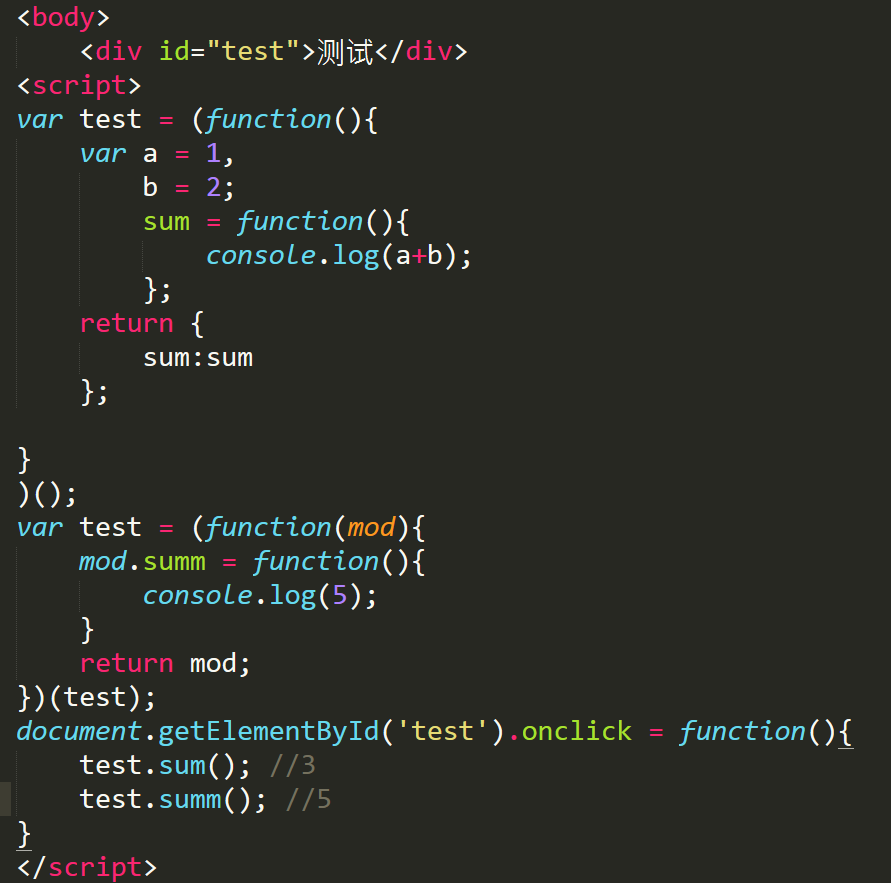 <body>
    <div id="test">测试</div>
<script>
var test = (function(){
    var a = 1,
        b = 2;
        sum = function(){
            console.log(a+b);
        };
    return {
        sum:sum
    };

}
)();
var test = (function(mod){
    mod.summ = function(){
        console.log(5);
    }
    return mod;
})(test);
document.getElementById('test').onclick = function(){
    test.sum(); //3
    test.summ(); //5
}
</script>